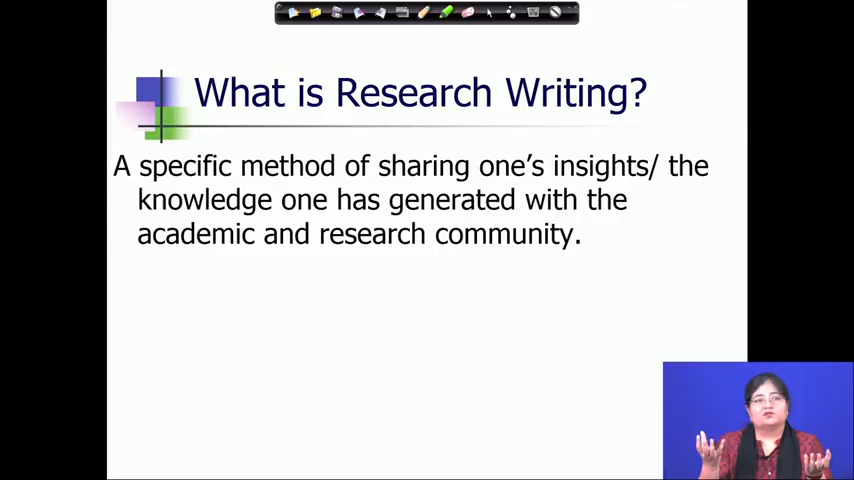 What is Research Writing?
A specific method of sharing one's insights/ the
knowledge one has generated with the
academic and research community.